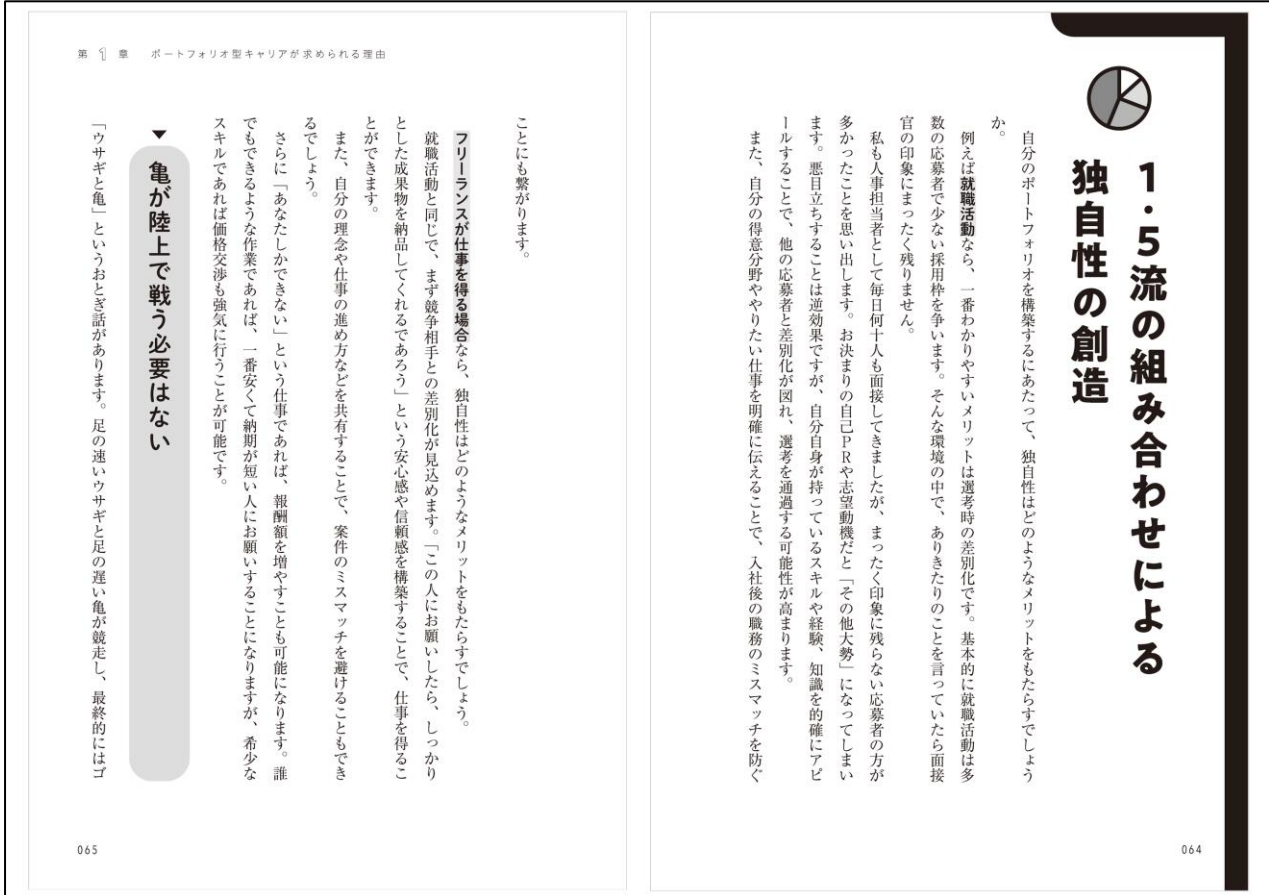 1・5流の組み合わせによる
独自性の創造
自分のポートフォリオを構築するにあたって、独自性はどのようなメリットをもたらすでしょう
か。
例えば就職活動なら、一番わかりやすいメリットは選考時の差別化です。基本的に就職活動は多
数の応募者で少ない採用枠を争います。そんな環境の中で、ありきたりのことを言っていたら面接
官の印象にまったく残りません。
私も人事担当者として毎日何十人も面接してきましたが、まったく印象に残らない応募者の方が
多かったことを思い出します。お決まりの自己PRや志望動機だと「その他大勢」になってしまい
ます。悪目立ちすることは逆効果ですが、自分自身が持っているスキルや経験、知識を的確にアピ
ールすることで、他の応募者と差別化が図れ、選考を通過する可能性が高まります。
また、自分の得意分野ややりたい仕事を明確に伝えることで、入社後の職務のミスマッチを防ぐ
064
第1章 ポートフォリオ型キャリアが求められる理由
ことにも繋がります。
フリーランスが仕事を得る場合なら、独自性はどのようなメリットをもたらすでしょう。
就職活動と同じで、まず競争相手との差別化が見込めます。「この人にお願いしたら、しっかり
とした成果物を納品してくれるであろう」という安心感や信頼感を構築することで、仕事を得るこ
とができます。
また、自分の理念や仕事の進め方などを共有することで、案件のミスマッチを避けることもでき
るでしょう。
さらに「あなたしかできない」という仕事であれば、報酬額を増やすことも可能になります。誰
でもできるような作業であれば、一番安くて納期が短い人にお願いすることになりますが、希少な
スキルであれば価格交渉も強気に行うことが可能です。
▼亀が陸上で戦う必要はない
「ウサギと亀」というおとぎ話があります。足の速いウサギと足の遅い亀が競走し、最終的にはゴ
065